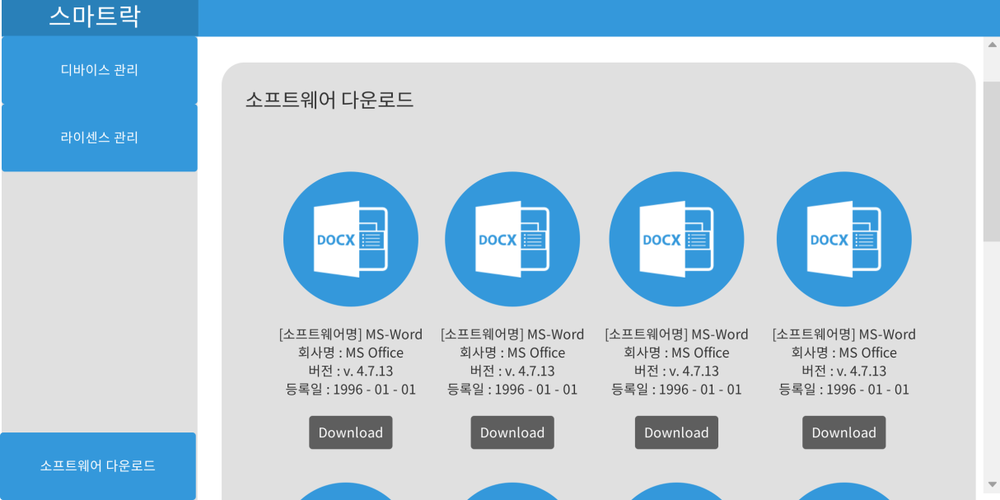 스마트락
디바이스 관리
라이센스 관리
소프트웨어 다운로드
소프트웨어 다운로드
DOCX
DOCX
DOCX
DOCX
[소프트웨어명] MS-Word
회사명 : MS Office
버전 : v. 4.7.13
등록일 : 1996 - 01 - 01
Download
[소프트웨어명] MS-Word
회사명 : MS Office
버전 : v. 4.7.13
등록일 : 1996 - 01 - 01
Download
[소프트웨어명] MS-Word
회사명 : MS Office
버전 : v. 4.7.13
등록일 : 1996 - 01 - 01
Download
[소프트웨어명] MS-Word
회사명 : MS Office
버전 : v. 4.7.13
등록일 : 1996 - 01 - 01
Download